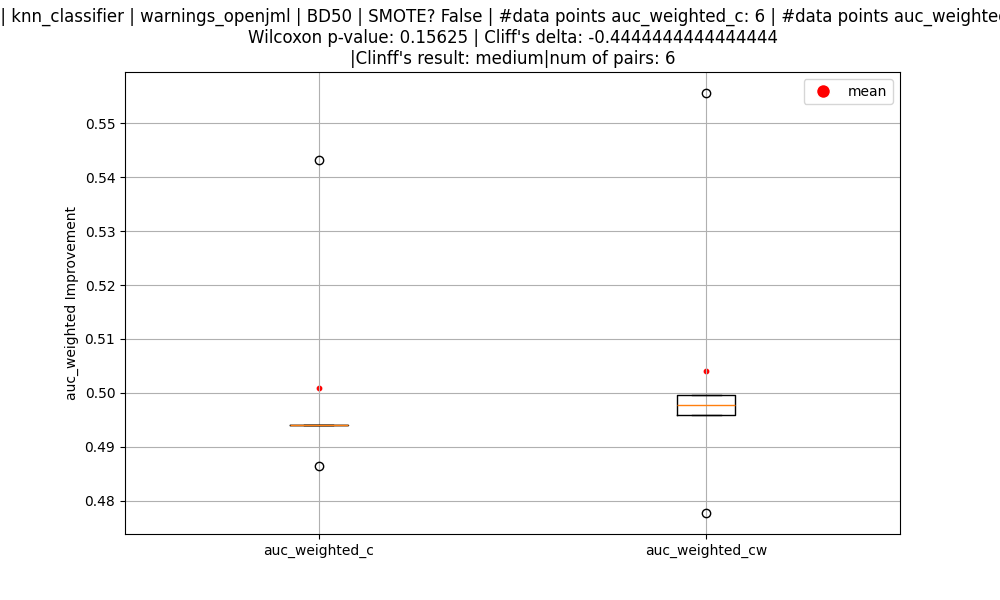 | knn_classifier | warnings_openjml | BD50 | SMOTE? False | #data points auc_weighted_c: 6 | #data points
Wilcoxon p-value: 0.15625 | Cliff's delta: -0.4444444444444444
|Clinff's result: medium|num of pairs: 6
mean
0.55
0.54
0.53
0.52
0.51
0.50
0.49
0.48
auc_weighted Improvement
auc_weighted_c
auc_weighted_cw